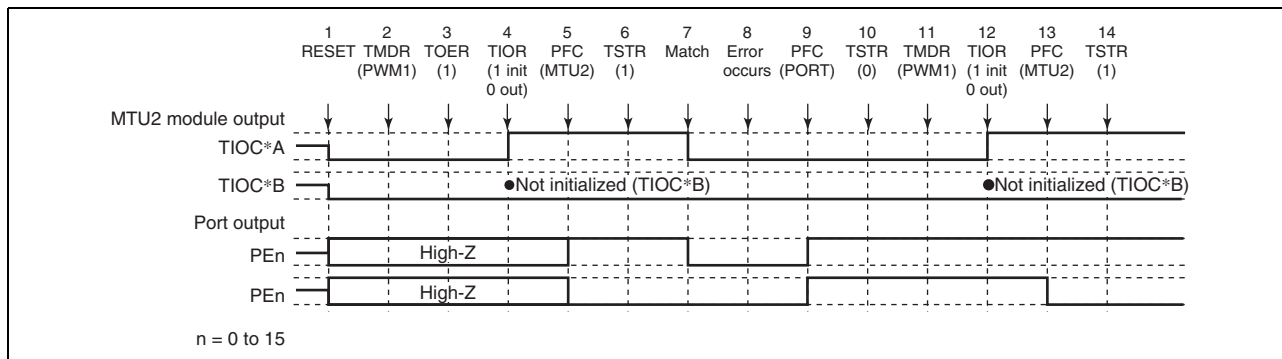 1 2 3 4 5 6 7 8 9 10 11 12 13 14
RESET TMDR TOER TIOR PFC TSTR Match Error PFC TSTR TMDR TIOR PFC TSTR
(PWM1) (1) (1 init (MTU2) (1) occurs (PORT) (0) (PWM1) (1 init (MTU2) (1)
0 out) 0 out)
MTU2 module output
TIOC*A
TIOC*B ●Not initialized (TIOC*B) ●Not initialized (TIOC*B)
Port output
PEn High-Z
PEn High-Z
n = 0 to 15